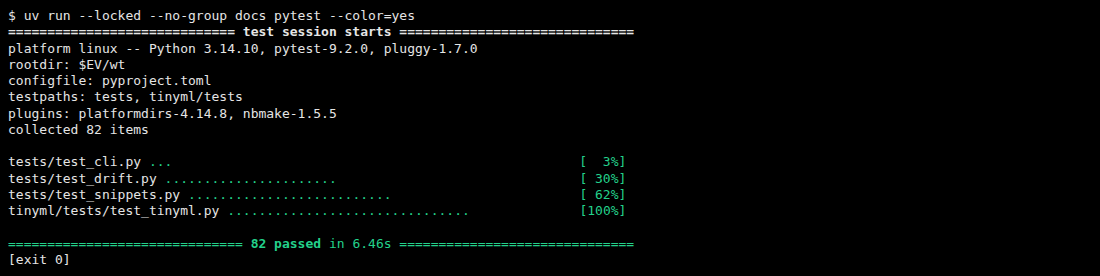 $ uv run --locked --no-group docs pytest --color=yes
============================= test session starts ==============================
platform linux -- Python 3.14.10, pytest-9.2.0, pluggy-1.7.0
rootdir: $EV/wt
configfile: pyproject.toml
testpaths: tests, tinyml/tests
plugins: platformdirs-4.14.8, nbmake-1.5.5
collected 82 items
tests/test_cli.py ...                                                    [  3%]
tests/test_drift.py ......................                               [ 30%]
tests/test_snippets.py ..........................                        [ 62%]
tinyml/tests/test_tinyml.py ...............................              [100%]
============================== 82 passed in 6.46s ==============================
[exit 0]